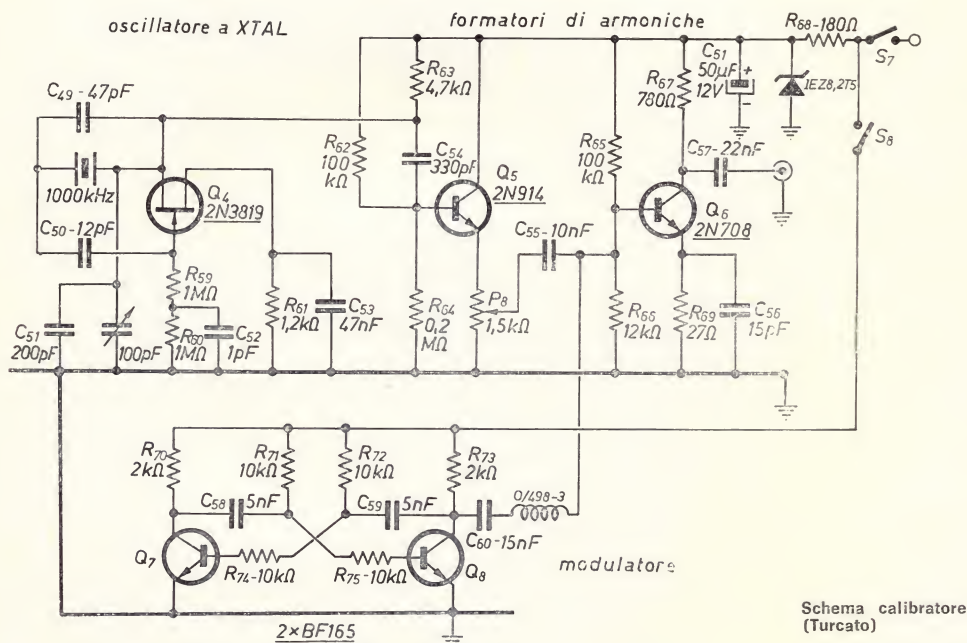 oscillatore a XTAL
formatori di armoniche
R68-180Ω
S7
C49-47pF
R63
4,7kΩ
R67
780Ω
C61
50µF +
12V -
IEZ8,2T5
R62
100
kΩ
C54
330pF
R65
100
kΩ
C57-22nF
S8
1000kHz
Q4
2N3819
Q5
2N914
Q6
2N708
C50-12pF
C55-10nF
R59
1MΩ
C51
200pF
100pF
R60
1MΩ
C52
1pF
R61
1,2kΩ
C53
47nF
R64
0,2
MΩ
P8
1,5kΩ
R66
12kΩ
R69
27Ω
C56
15pF
R70
2kΩ
R71
10kΩ
R72
10kΩ
R73
2kΩ
C58
5nF
C59
5nF
O/498-3
C60-15nF
Q7
R74-10kΩ
R75-10kΩ
Q8
modulatore
2×BF165
Schema calibratore
(Turcato)